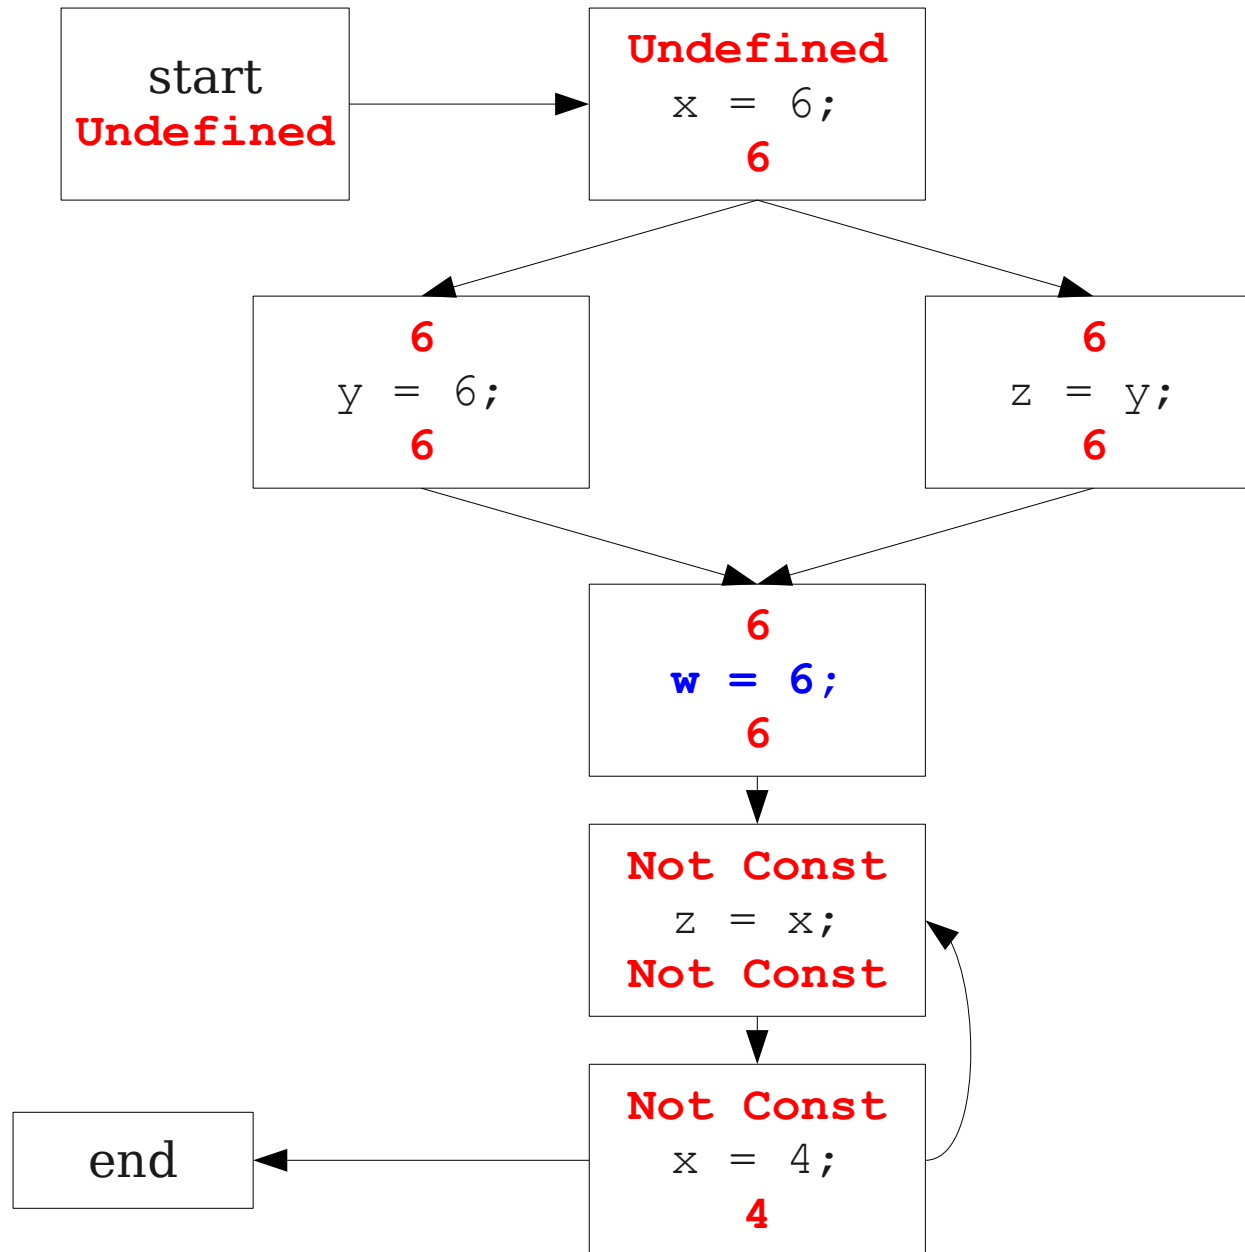 start
Undefined
Undefined
x = 6;
6
6
y = 6;
6
6
z = y;
6
6
w = 6;
6
Not Const
z = x;
Not Const
Not Const
x = 4;
4
end